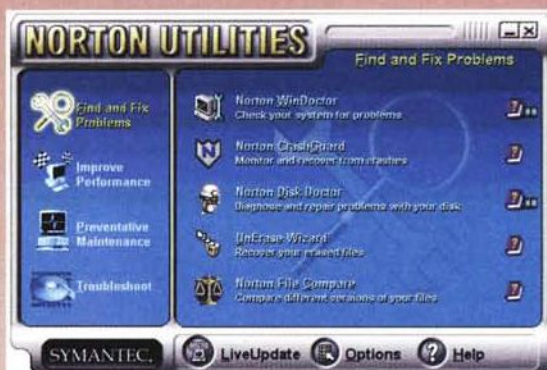 NORTON UTILITIES
Find and Fix Problems
Find and Fix
Problems
Improve
Performance
Preventative
Maintenance
Troubleshoot
Norton WinDoctor
Check your system for problems
Norton CrashGuard
Monitor and recover from crashes
Norton Disk Doctor
Diagnose and repair problems with your disk
UnErase Wizard
Recover your erased files
Norton File Compare
Compare different versions of your files
SYMANTEC.
LiveUpdate
Options
? Help